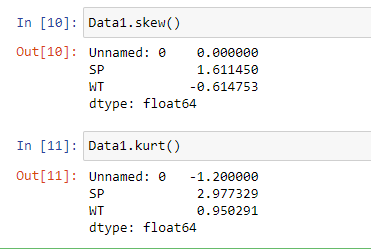 In [10]: Data1.skew()
Out[10]: Unnamed: 0    0.000000
SP            1.611450
WT           -0.614753
dtype: float64
In [11]: Data1.kurt()
Out[11]: Unnamed: 0   -1.200000
SP            2.977329
WT            0.950291
dtype: float64